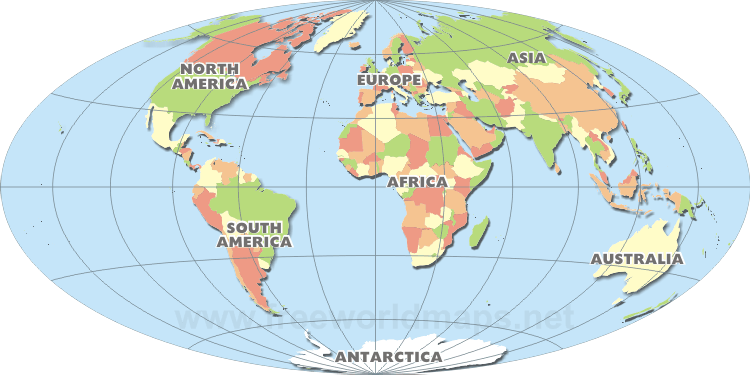 NORTH
AMERICA
EUROPE
ASIA
AFRICA
SOUTH
AMERICA
AUSTRALIA
www.freeworldmaps.net
ANTARCTICA